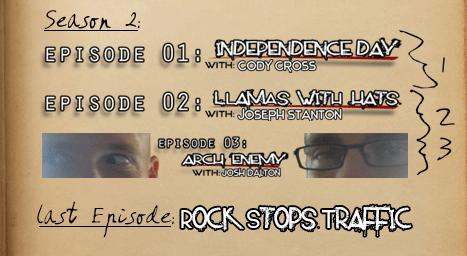 Season 2:
EPISODE 01: INDEPENDENCE DAY
WITH: CODY CROSS
1
EPISODE 02: LLAMAS WITH HATS
WITH: JOSEPH STANTON
2
EPISODE 03:
ARCH ENEMY
WITH: JOSH DALTON
3
Last Episode: ROCK STOPS TRAFFIC